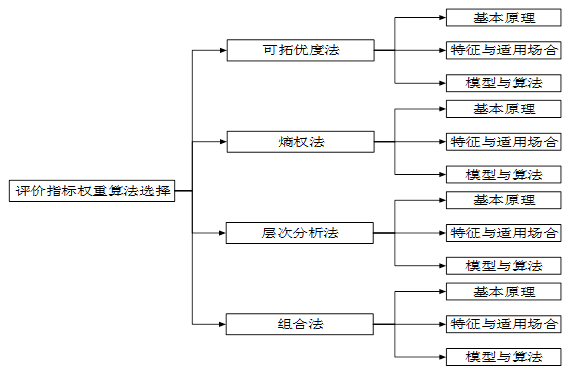 评价指标权重算法选择
可拓优度法
基本原理
特征与适用场合
模型与算法
熵权法
基本原理
特征与适用场合
模型与算法
层次分析法
基本原理
特征与适用场合
模型与算法
组合法
基本原理
特征与适用场合
模型与算法